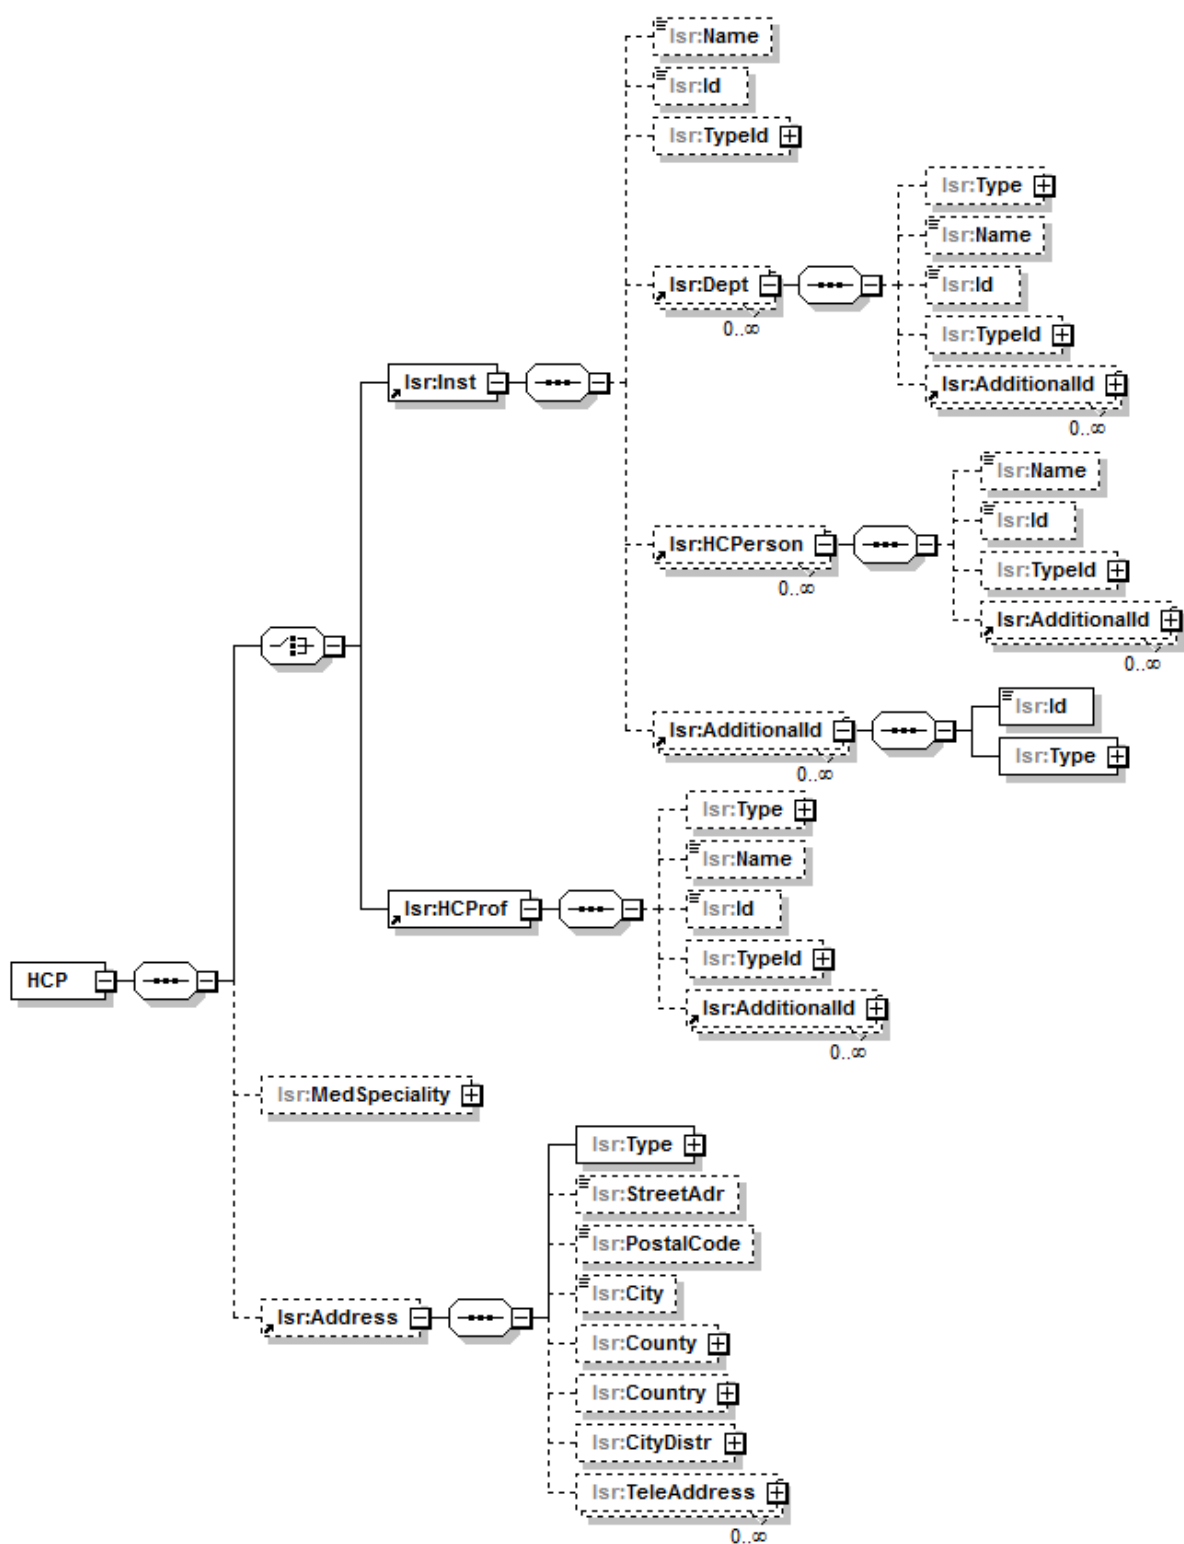 lsr:Name
lsr:Id
lsr:TypeId
lsr:Type
lsr:Name
lsr:Id
lsr:Dept
0..∞
lsr:TypeId
lsr:AdditionalId
0..∞
lsr:Inst
lsr:Name
lsr:Id
lsr:HCPerson
0..∞
lsr:TypeId
lsr:AdditionalId
0..∞
lsr:Id
lsr:AdditionalId
0..∞
lsr:Type
lsr:Type
lsr:Name
lsr:HCProf
lsr:Id
lsr:TypeId
lsr:AdditionalId
0..∞
HCP
lsr:MedSpeciality
lsr:Type
lsr:StreetAdr
lsr:PostalCode
lsr:City
lsr:Address
lsr:County
lsr:Country
lsr:CityDistr
lsr:TeleAddress
0..∞